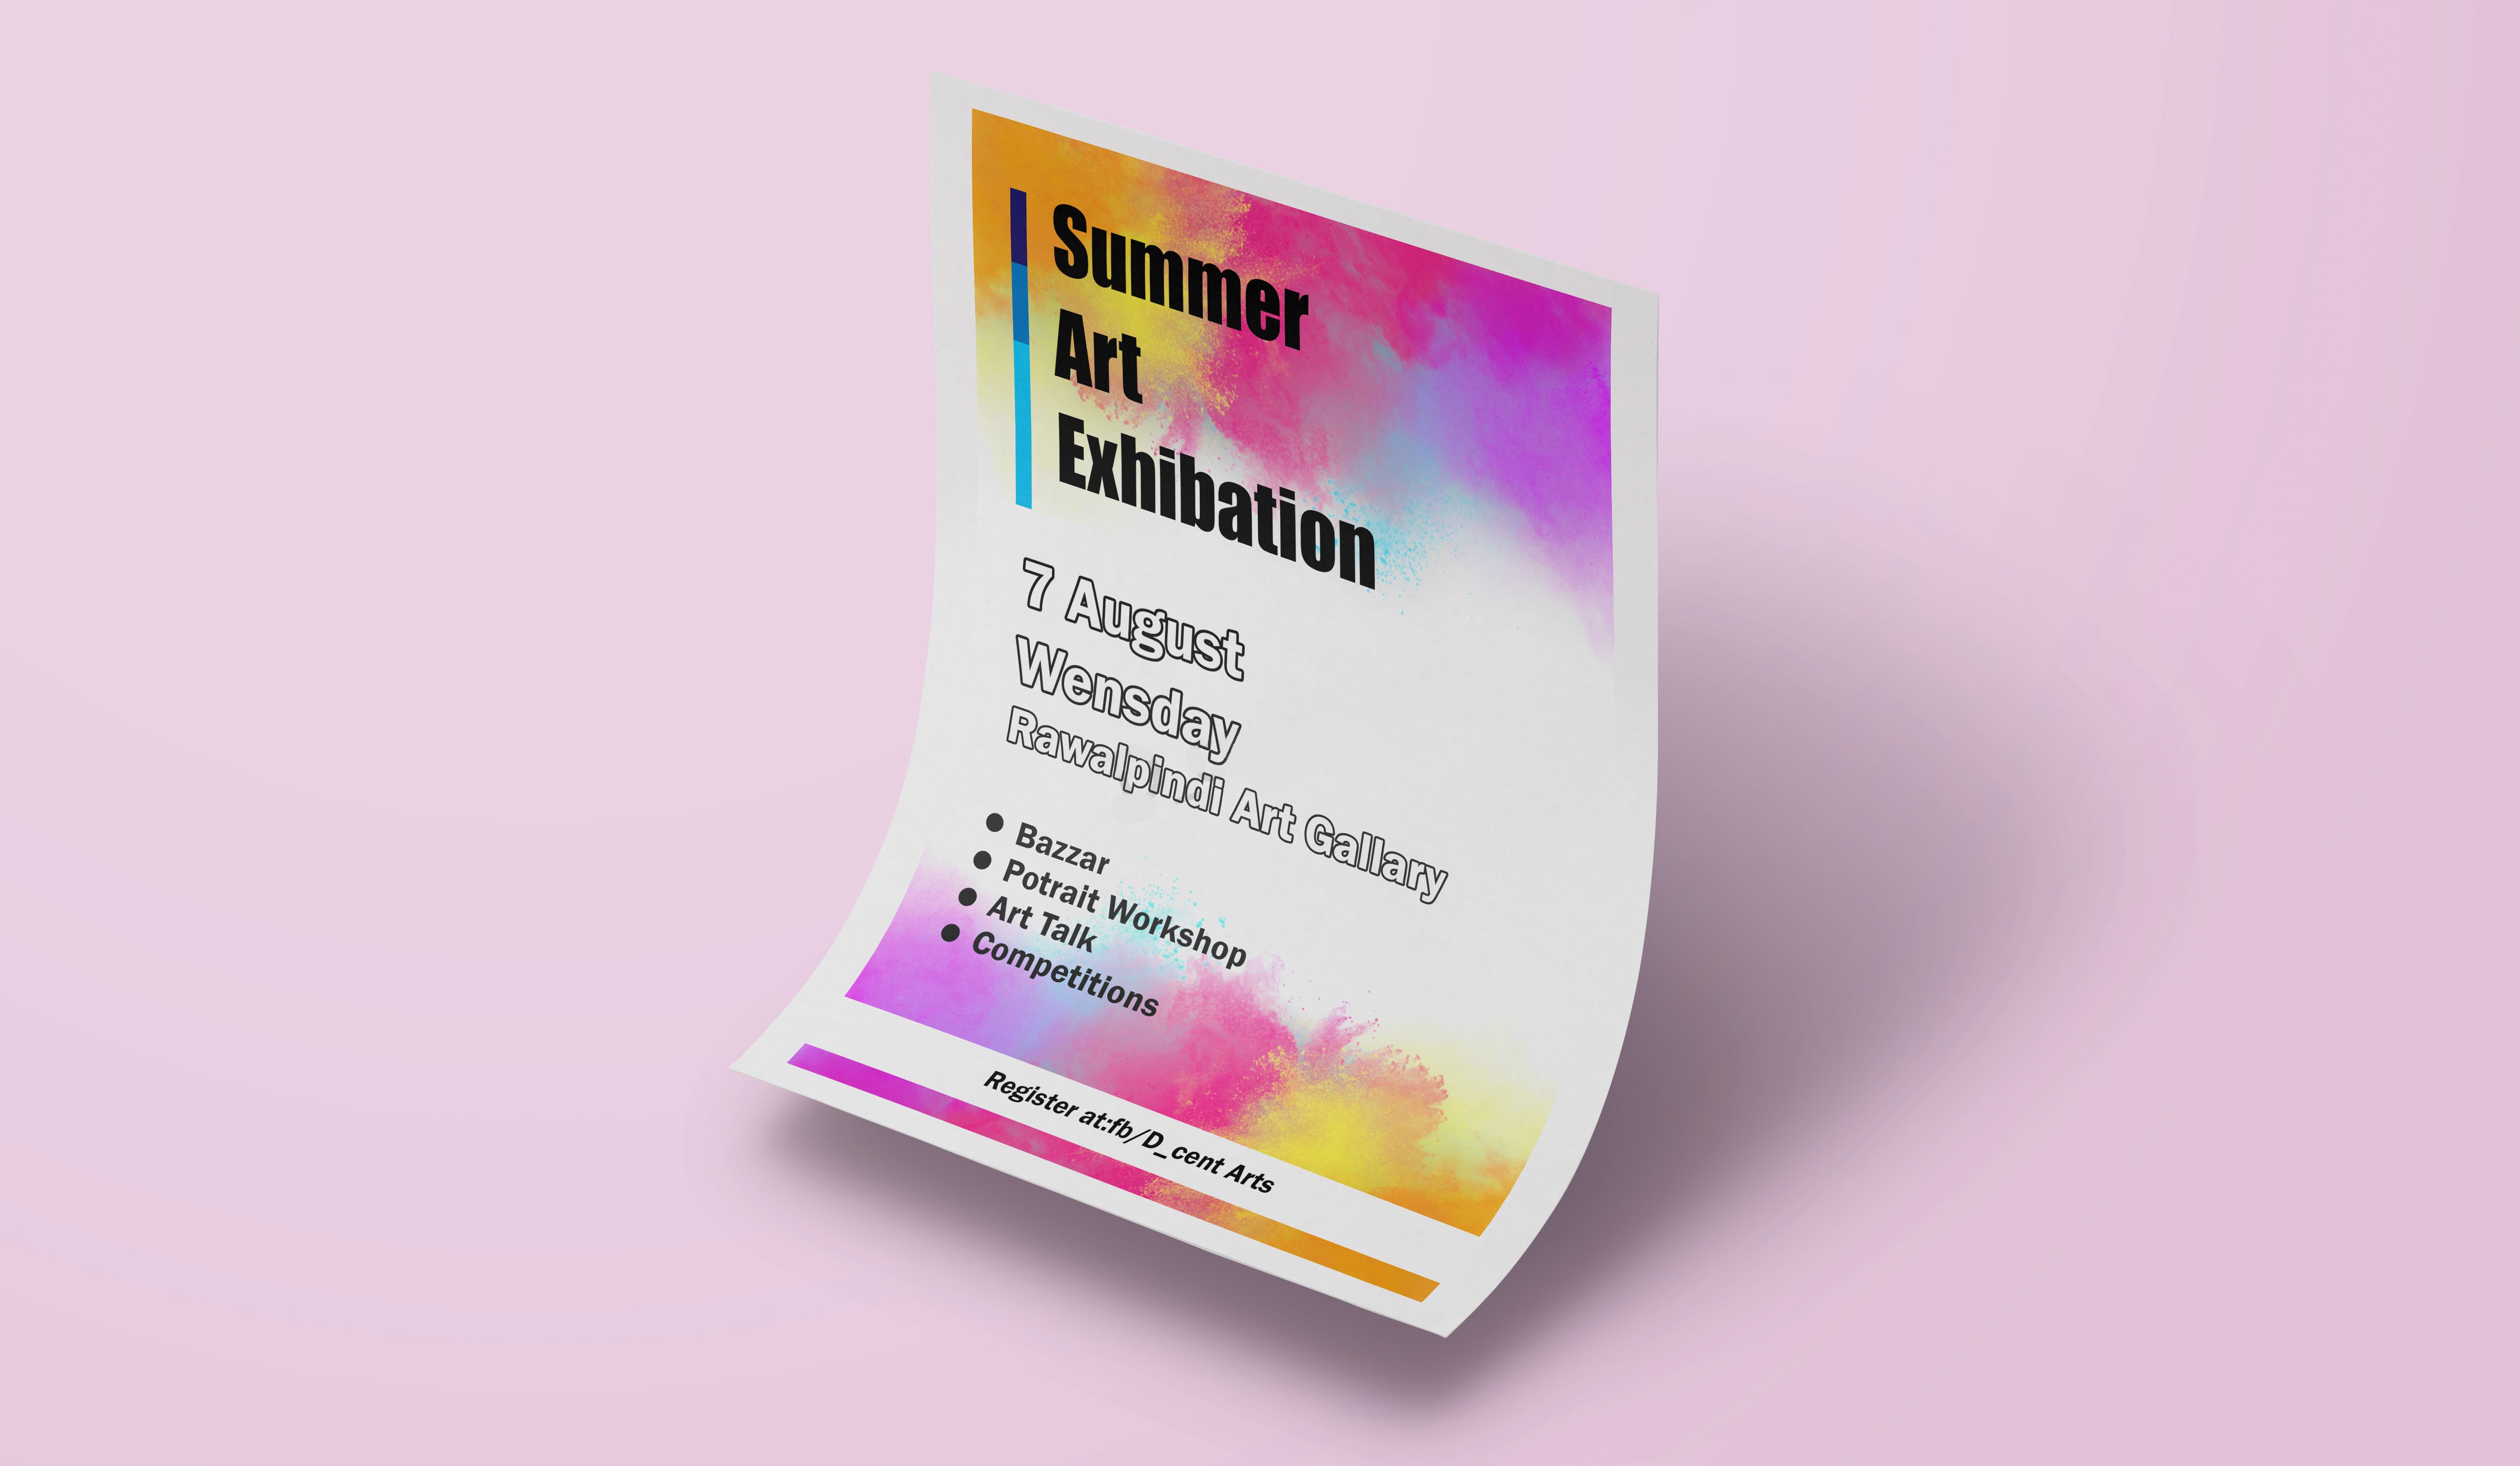 Summer
Art
Exhibation
7 August
Wensday
Rawalpindi Art Gallary
● Bazzar
● Potrait Workshop
● Art Talk
● Competitions
Register at:fb/D_cent Arts